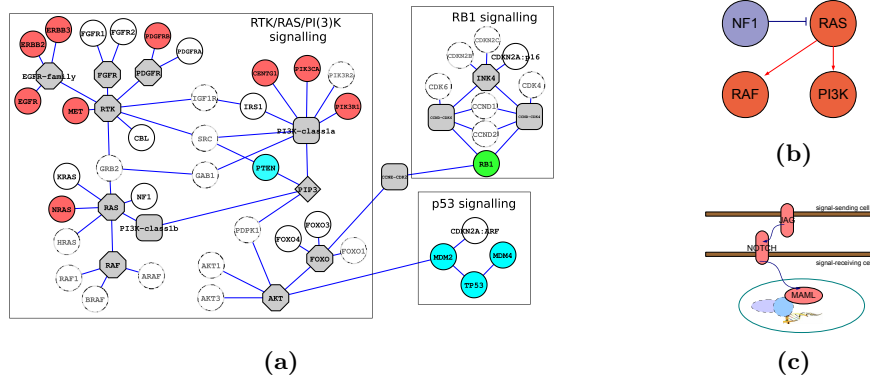 RTK/RAS/PI(3)K
signalling
ERBB2
ERBB3
FGFR1
FGFR2
PDGFRB
PDGFRA
EGFR-family
FGFR
PDGFR
EGFR
MET
RTK
CBL
IGF1R
IRS1
CENTG1
PIK3CA
PIK3R2
PIK3R1
PI3K-class1a
SRC
GRB2
GAB1
PTEN
PIP3
KRAS
NF1
NRAS
RAS
HRAS
PI3K-class1b
RAF
RAF1
BRAF
ARAF
PDPK1
AKT1
AKT3
AKT
FOXO4
FOXO3
FOXO1
FOXO
RB1 signalling
CDKN2C
CDKN2B
CDKN2A:p16
INK4
CDK6
CDK4
CCND1
CCND2
RB1
p53 signalling
CDKN2A:ARF
MDM2
MDM4
TP53
(a)
NF1
RAS
RAF
PI3K
(b)
signal-sending cell
JAG
NOTCH
signal-receiving cell
MAML
(c)